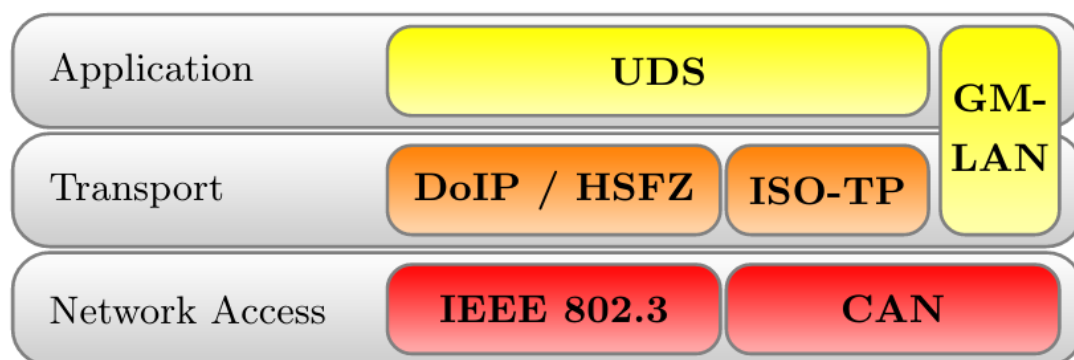 Application
UDS
GM-
LAN
Transport
DoIP / HSFZ
ISO-TP
Network Access
IEEE 802.3
CAN